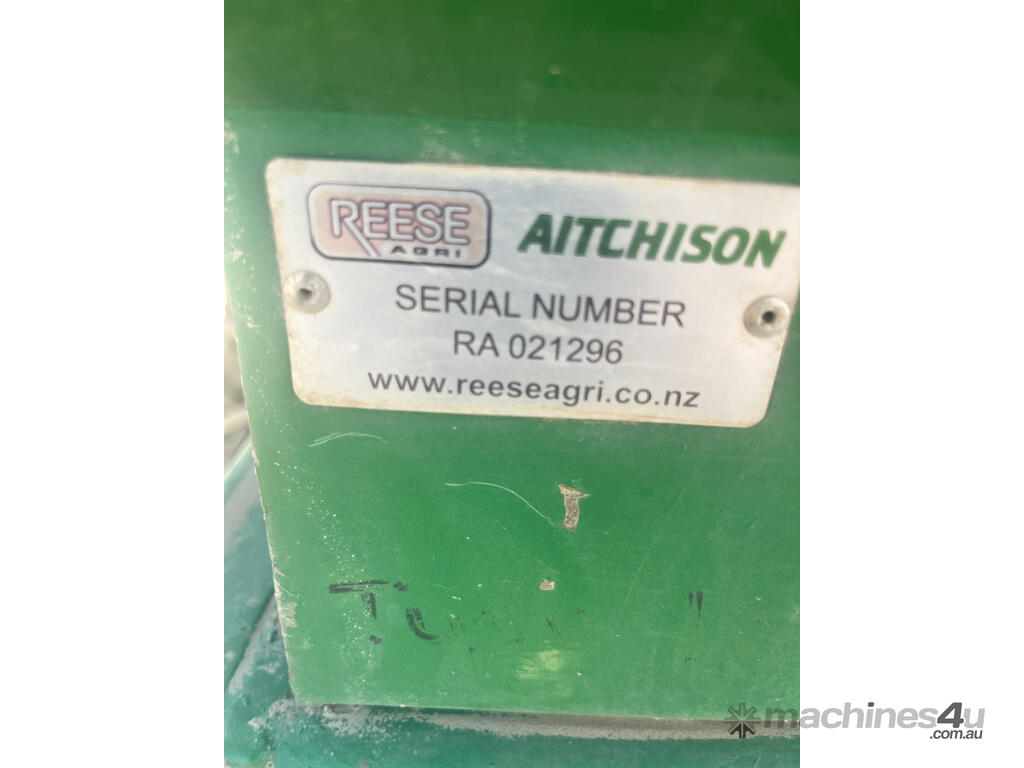 REESE AGRI AITCHISON
SERIAL NUMBER
RA 021296
www.reeseagri.co.nz
machines4u
.com.au